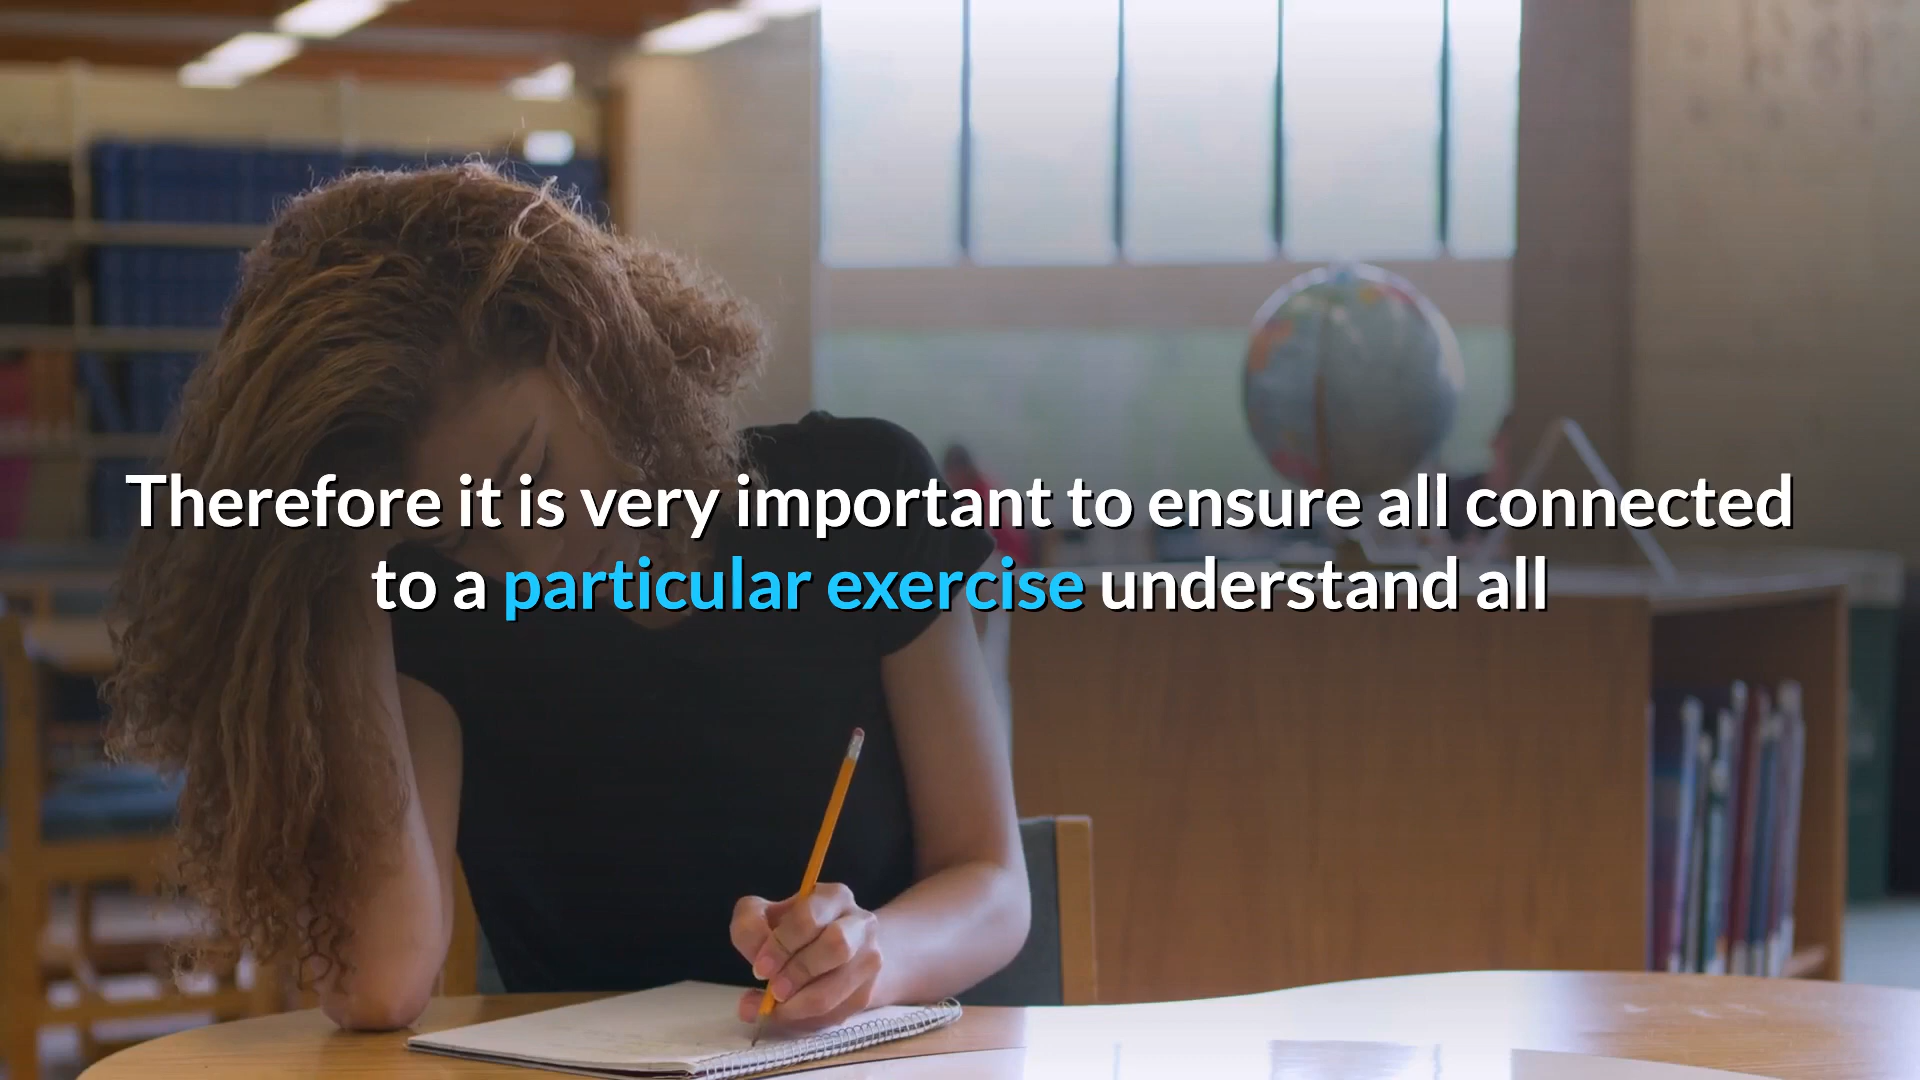 Therefore it is very important to ensure all connected
to a particular exercise understand all